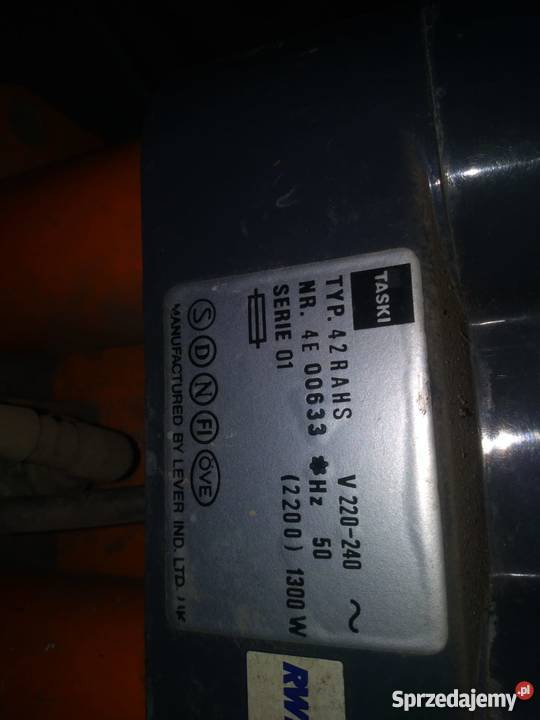 TASKI
TYP. 42RAHS V 220-240 ~
NR. 4E 00633 *Hz 50
SERIE 01 (2200) 1300 W
S D N FI ÖVE
MANUFACTURED BY LEVER IND. LTD. / UK
RW
Sprzedajemy.pl